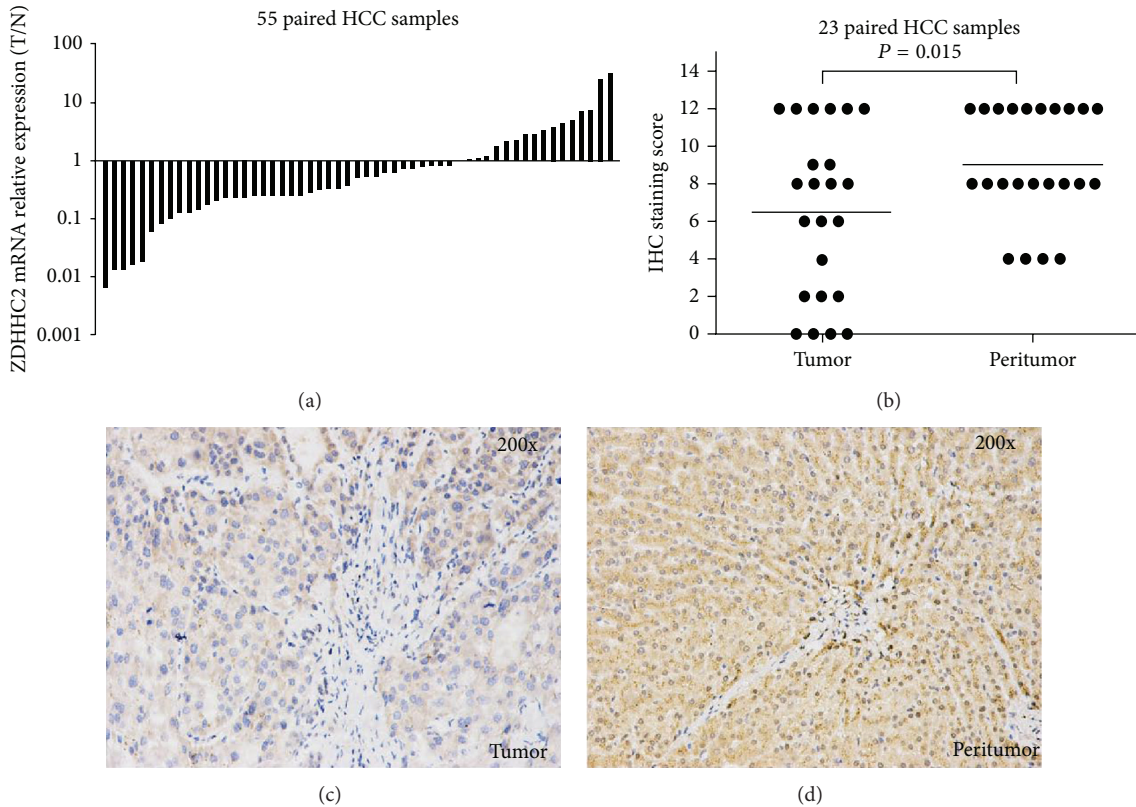 55 paired HCC samples
ZDHHC2 mRNA relative expression (T/N)
100
10
1
0.1
0.01
0.001
(a)
23 paired HCC samples
P = 0.015
IHC staining score
14
12
10
8
6
4
2
0
Tumor
Peritumor
(b)
200x
Tumor
(c)
200x
Peritumor
(d)